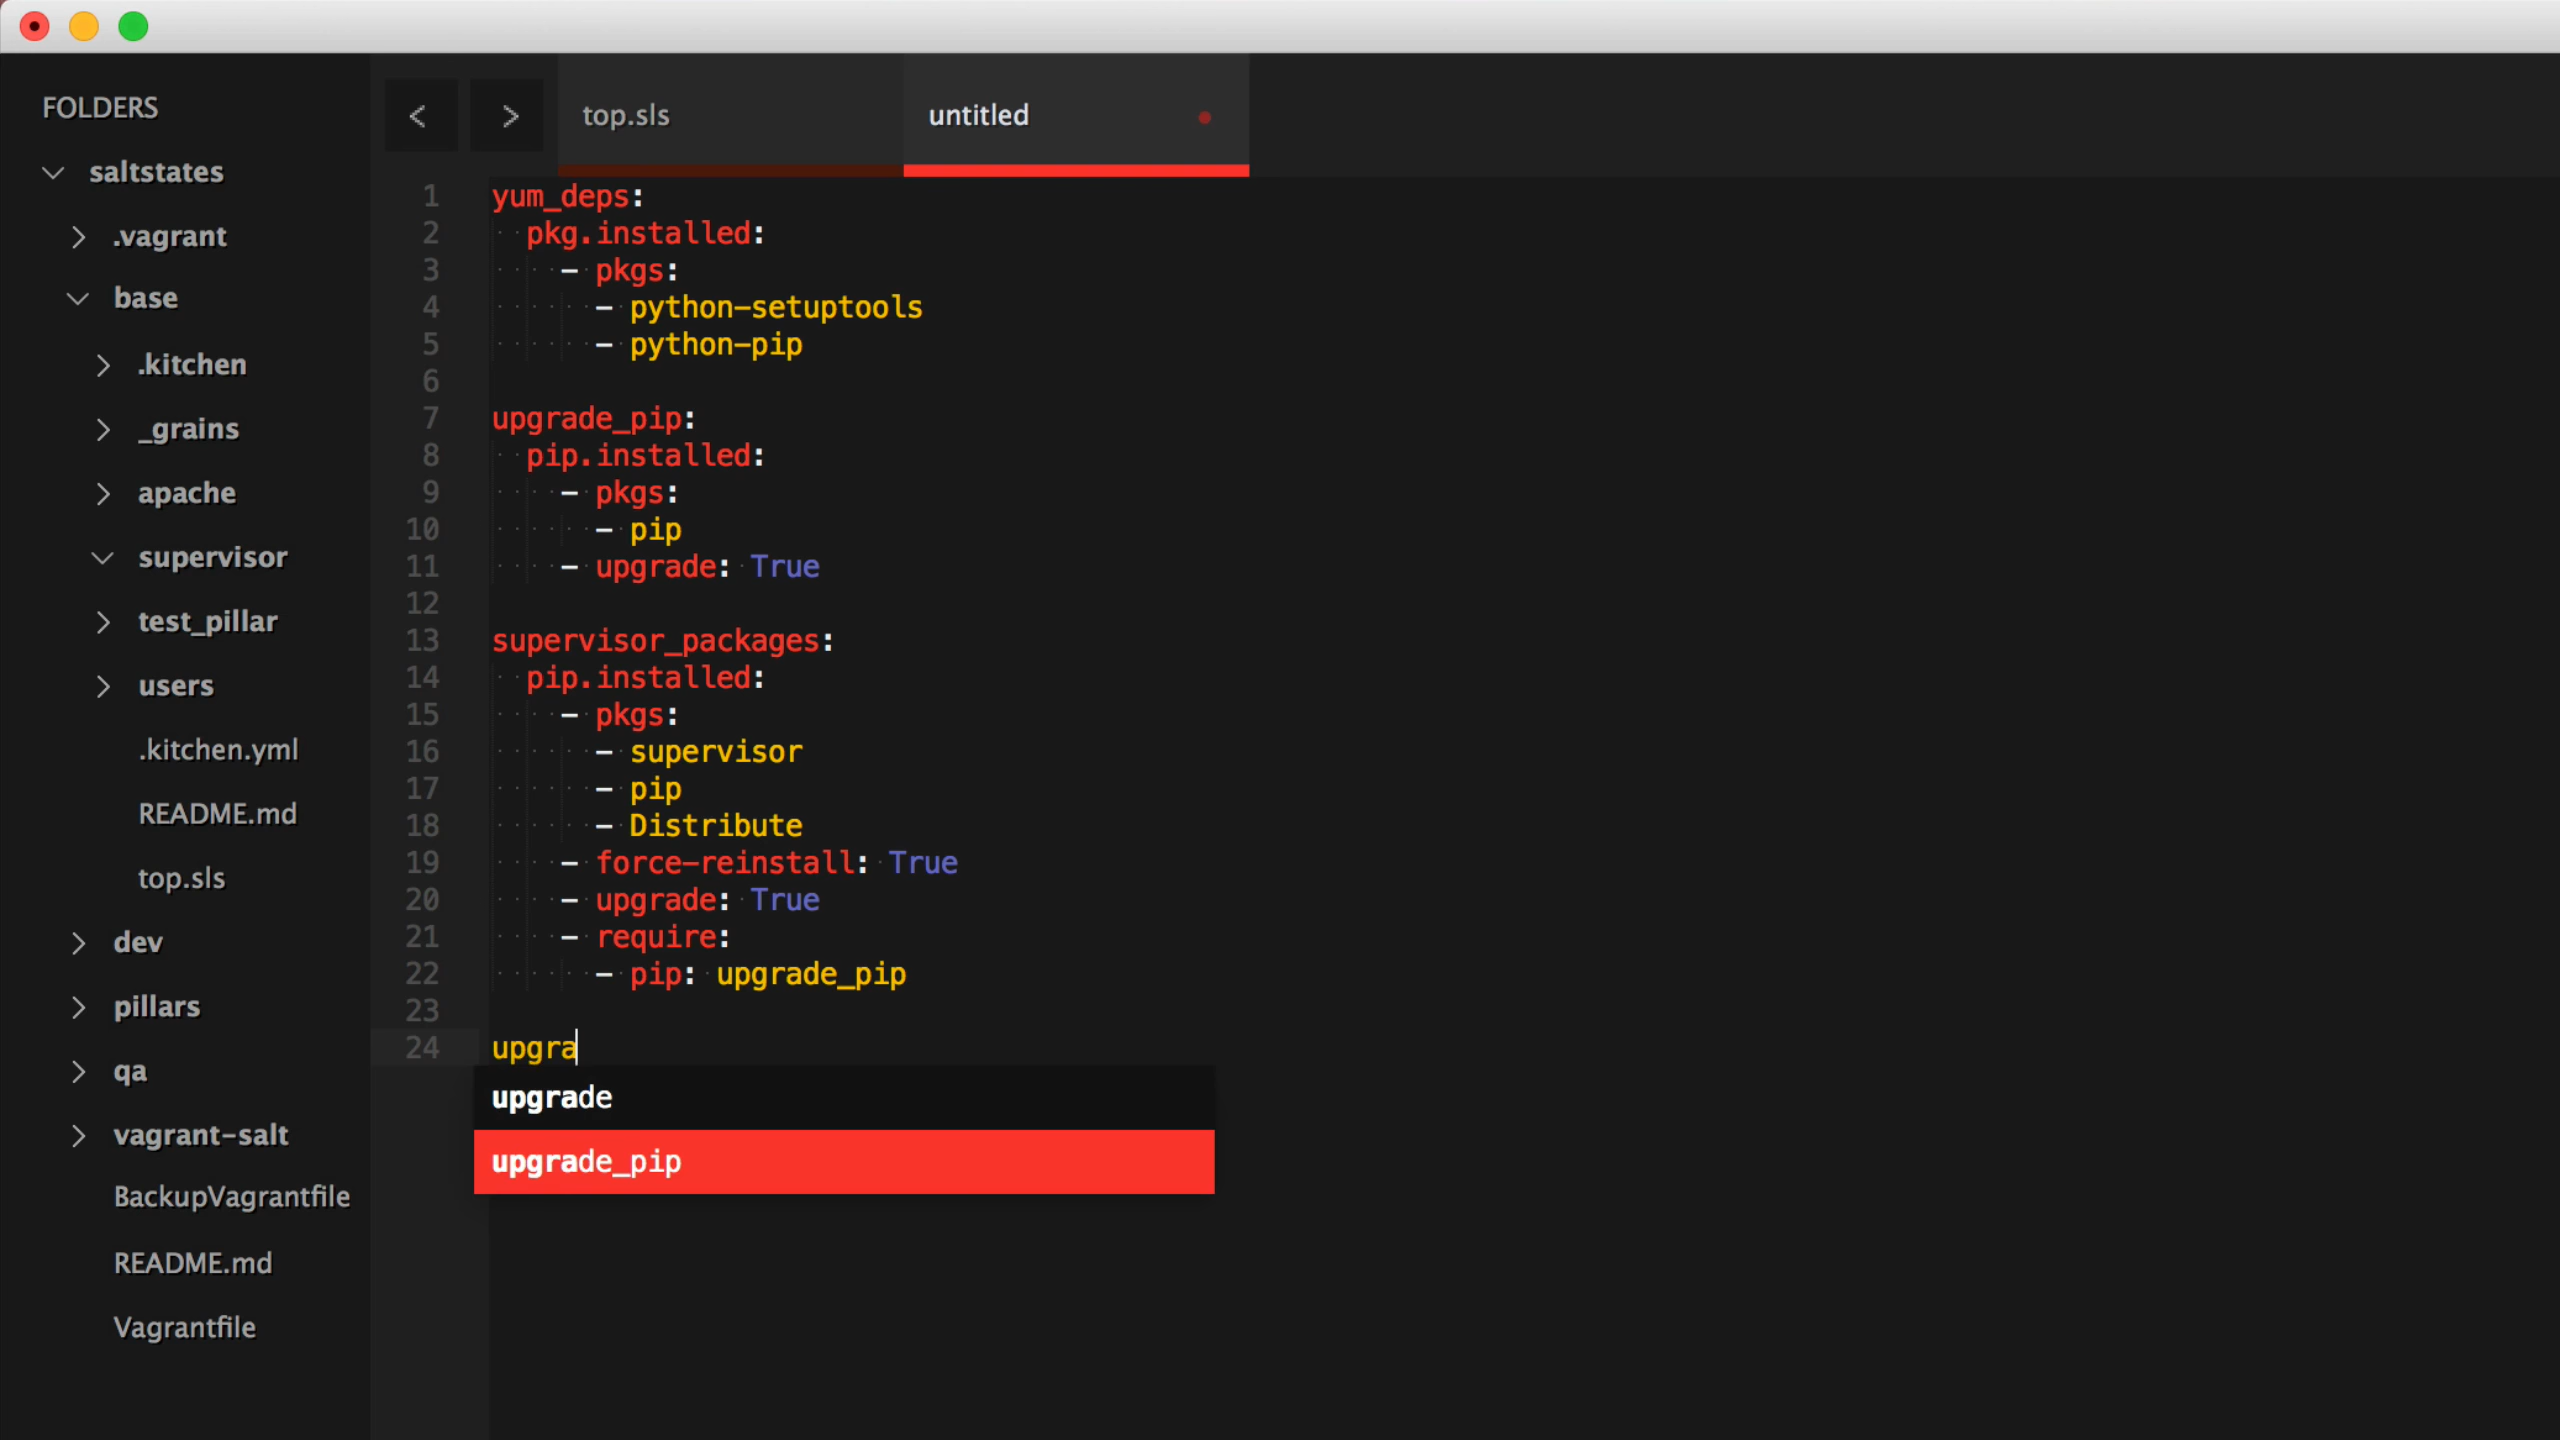 FOLDERS
saltstates
.vagrant
base
.kitchen
_grains
apache
supervisor
test_pillar
users
.kitchen.yml
README.md
top.sls
dev
pillars
qa
vagrant-salt
BackupVagrantfile
README.md
Vagrantfile
< > top.sls untitled
1 yum_deps:
2 pkg.installed:
3 - pkgs:
4 - python-setuptools
5 - python-pip
6
7 upgrade_pip:
8 pip.installed:
9 - pkgs:
10 - pip
11 - upgrade: True
12
13 supervisor_packages:
14 pip.installed:
15 - pkgs:
16 - supervisor
17 - pip
18 - Distribute
19 - force-reinstall: True
20 - upgrade: True
21 - require:
22 - pip: upgrade_pip
23
24 upgra
upgrade
upgrade_pip